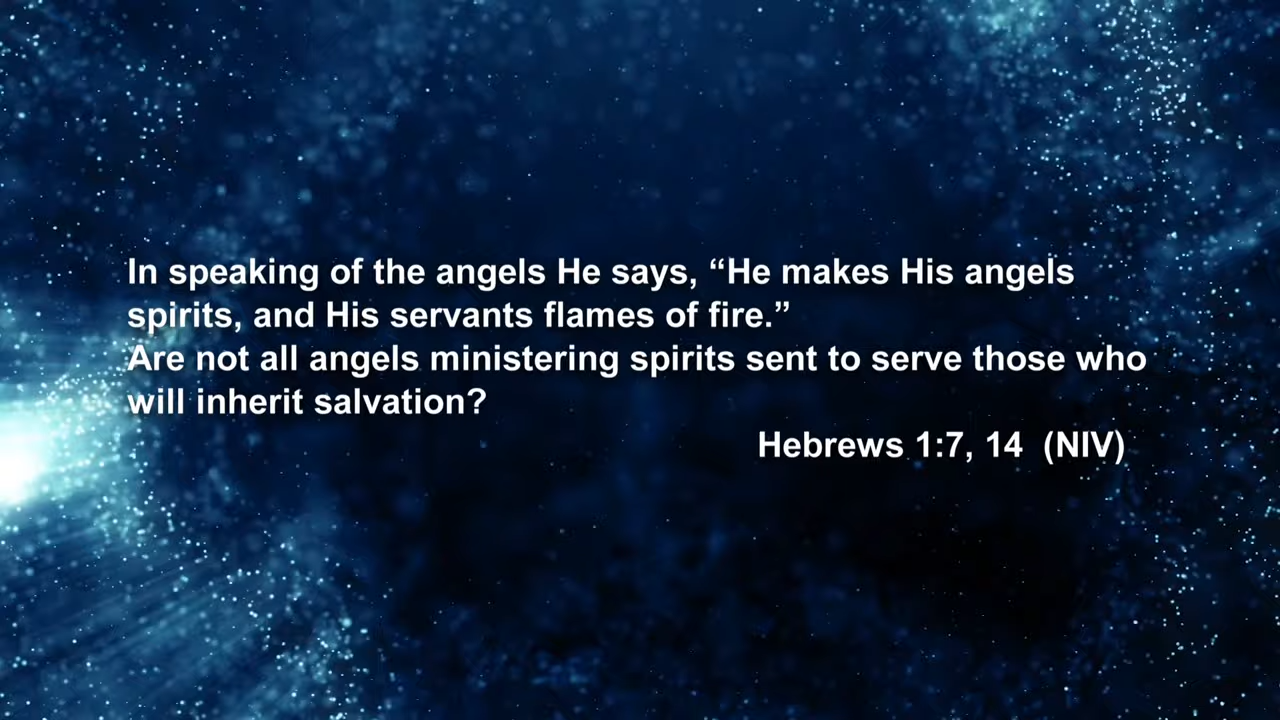 In speaking of the angels He says, “He makes His angels
spirits, and His servants flames of fire.”
Are not all angels ministering spirits sent to serve those who
will inherit salvation?
Hebrews 1:7, 14  (NIV)